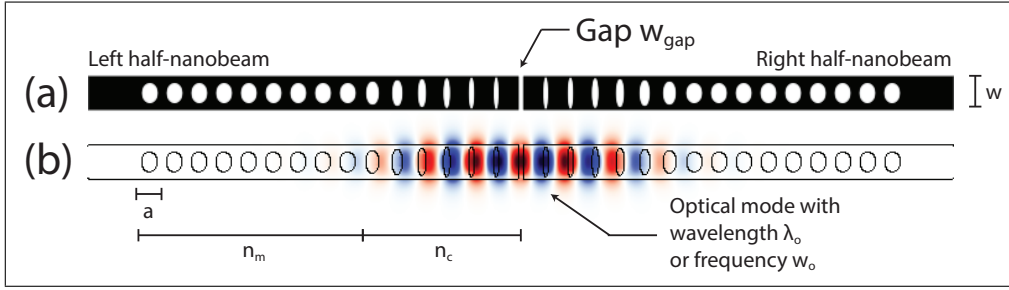 Gap w_gap
Left half-nanobeam
Right half-nanobeam
(a)
w
(b)
a
n_m
n_c
Optical mode with
wavelength λ_o
or frequency w_o